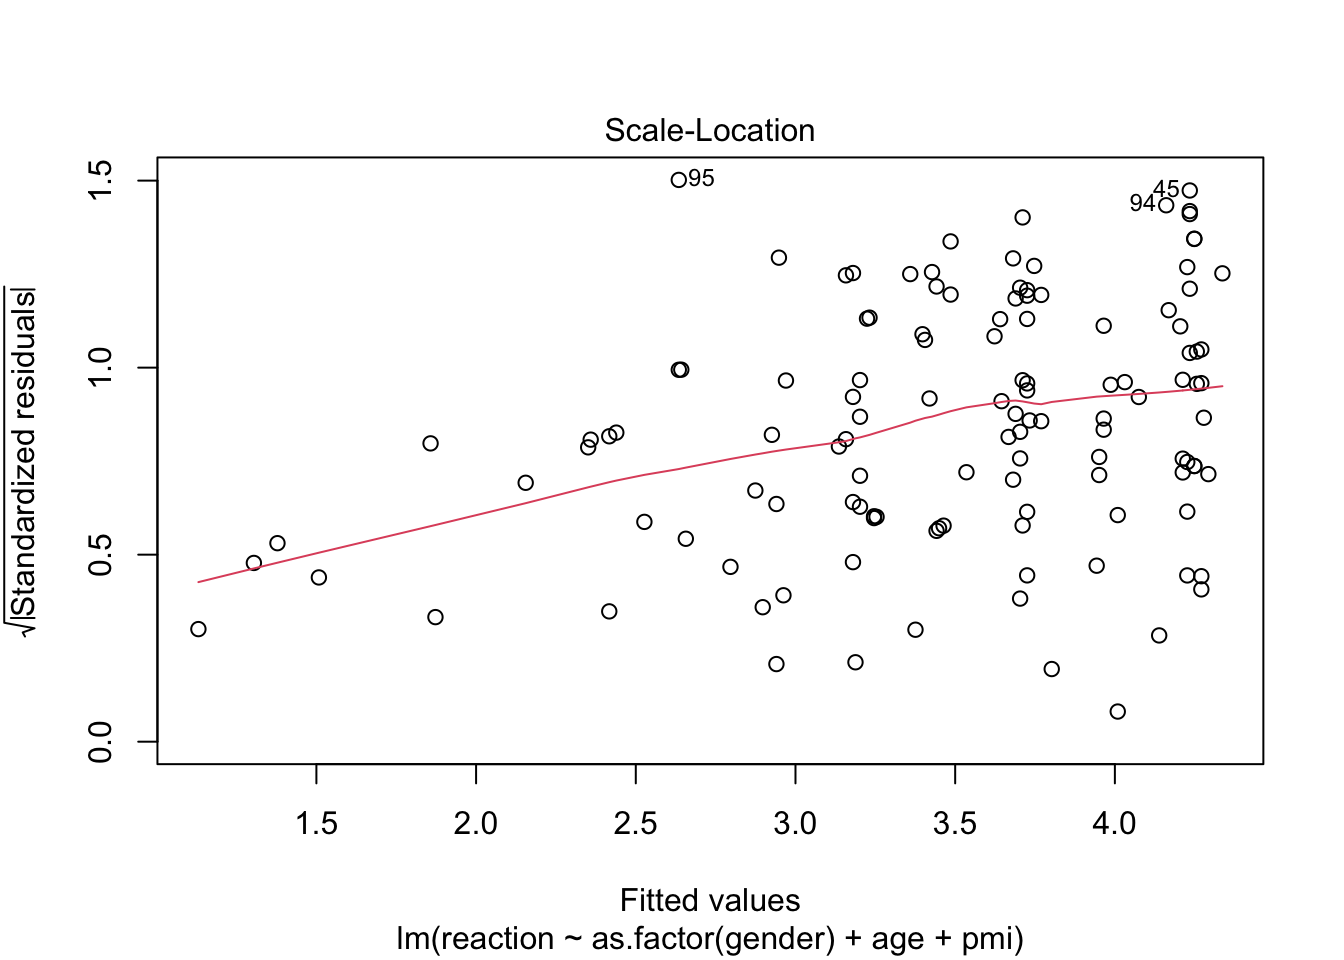 Scale-Location
√|Standardized residuals|
1.5
1.0
0.5
0.0
95
45
94
1.5 2.0 2.5 3.0 3.5 4.0
Fitted values
lm(reaction ~ as.factor(gender) + age + pmi)